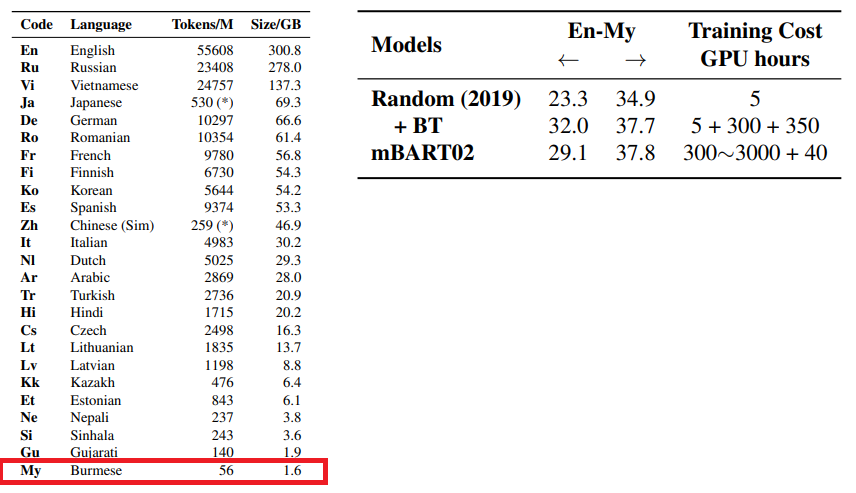 Code Language Tokens/M Size/GB
En English 55608 300.8
Ru Russian 23408 278.0
Vi Vietnamese 24757 137.3
Ja Japanese 530 (*) 69.3
De German 10297 66.6
Ro Romanian 10354 61.4
Fr French 9780 56.8
Fi Finnish 6730 54.3
Ko Korean 5644 54.2
Es Spanish 9374 53.3
Zh Chinese (Sim) 259 (*) 46.9
It Italian 4983 30.2
Nl Dutch 5025 29.3
Ar Arabic 2869 28.0
Tr Turkish 2736 20.9
Hi Hindi 1715 20.2
Cs Czech 2498 16.3
Lt Lithuanian 1835 13.7
Lv Latvian 1198 8.8
Kk Kazakh 476 6.4
Et Estonian 843 6.1
Ne Nepali 237 3.8
Si Sinhala 243 3.6
Gu Gujarati 140 1.9
My Burmese 56 1.6
Models En-My Training Cost
← → GPU hours
Random (2019) 23.3 34.9 5
+ BT 32.0 37.7 5 + 300 + 350
mBART02 29.1 37.8 300∼3000 + 40